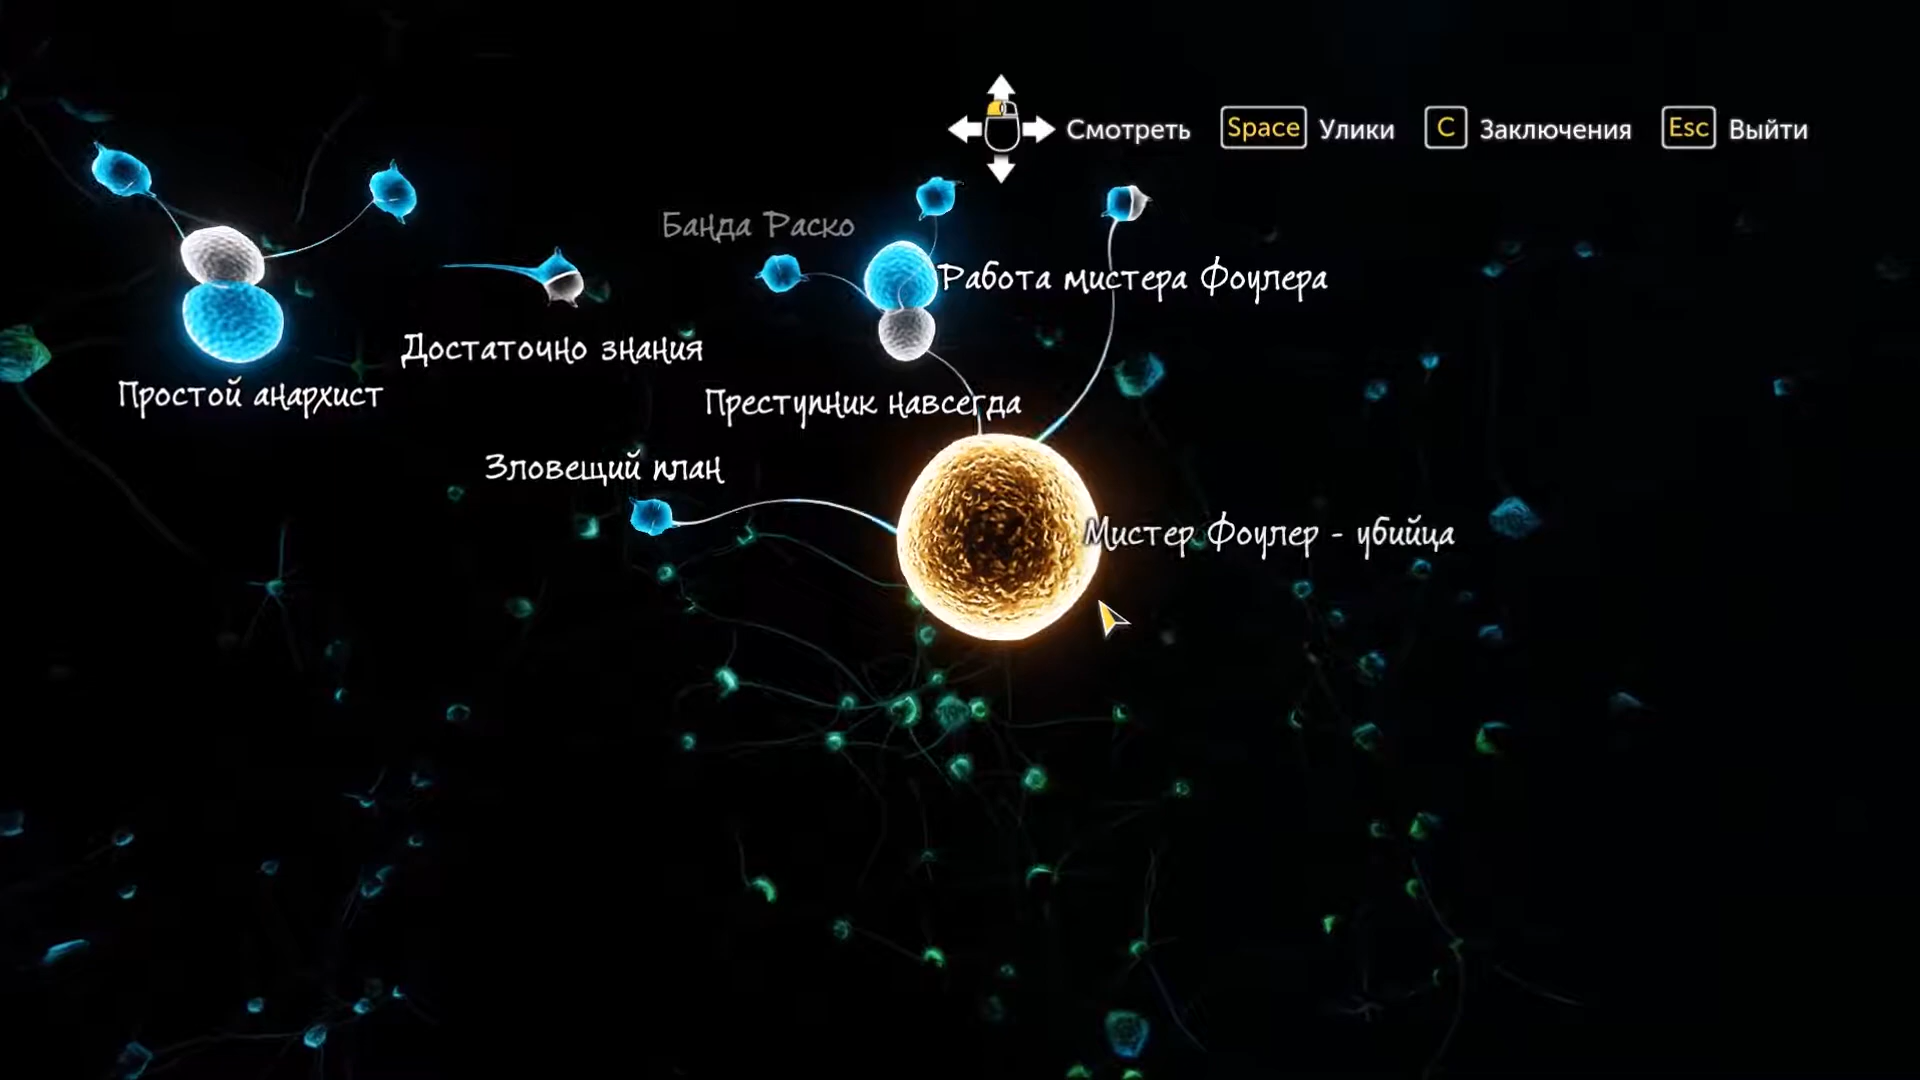 Смотреть
Space Улики
C Заключения
Esc Выйти
Банда Раско
Работа мистера Фоулера
Достаточно знания
Простой анархист
Преступник навсегда
Зловещий план
Мистер Фоулер - убийца